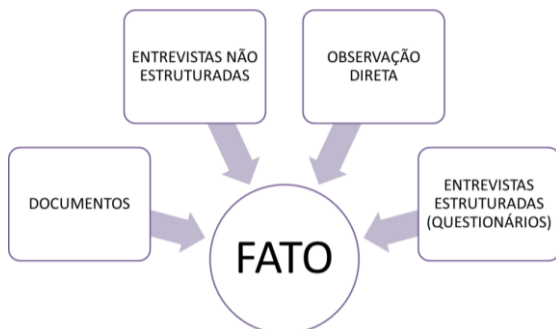 ENTREVISTAS NÃO
ESTRUTURADAS
OBSERVAÇÃO
DIRETA
DOCUMENTOS
ENTREVISTAS
ESTRUTURADAS
(QUESTIONÁRIOS)
FATO